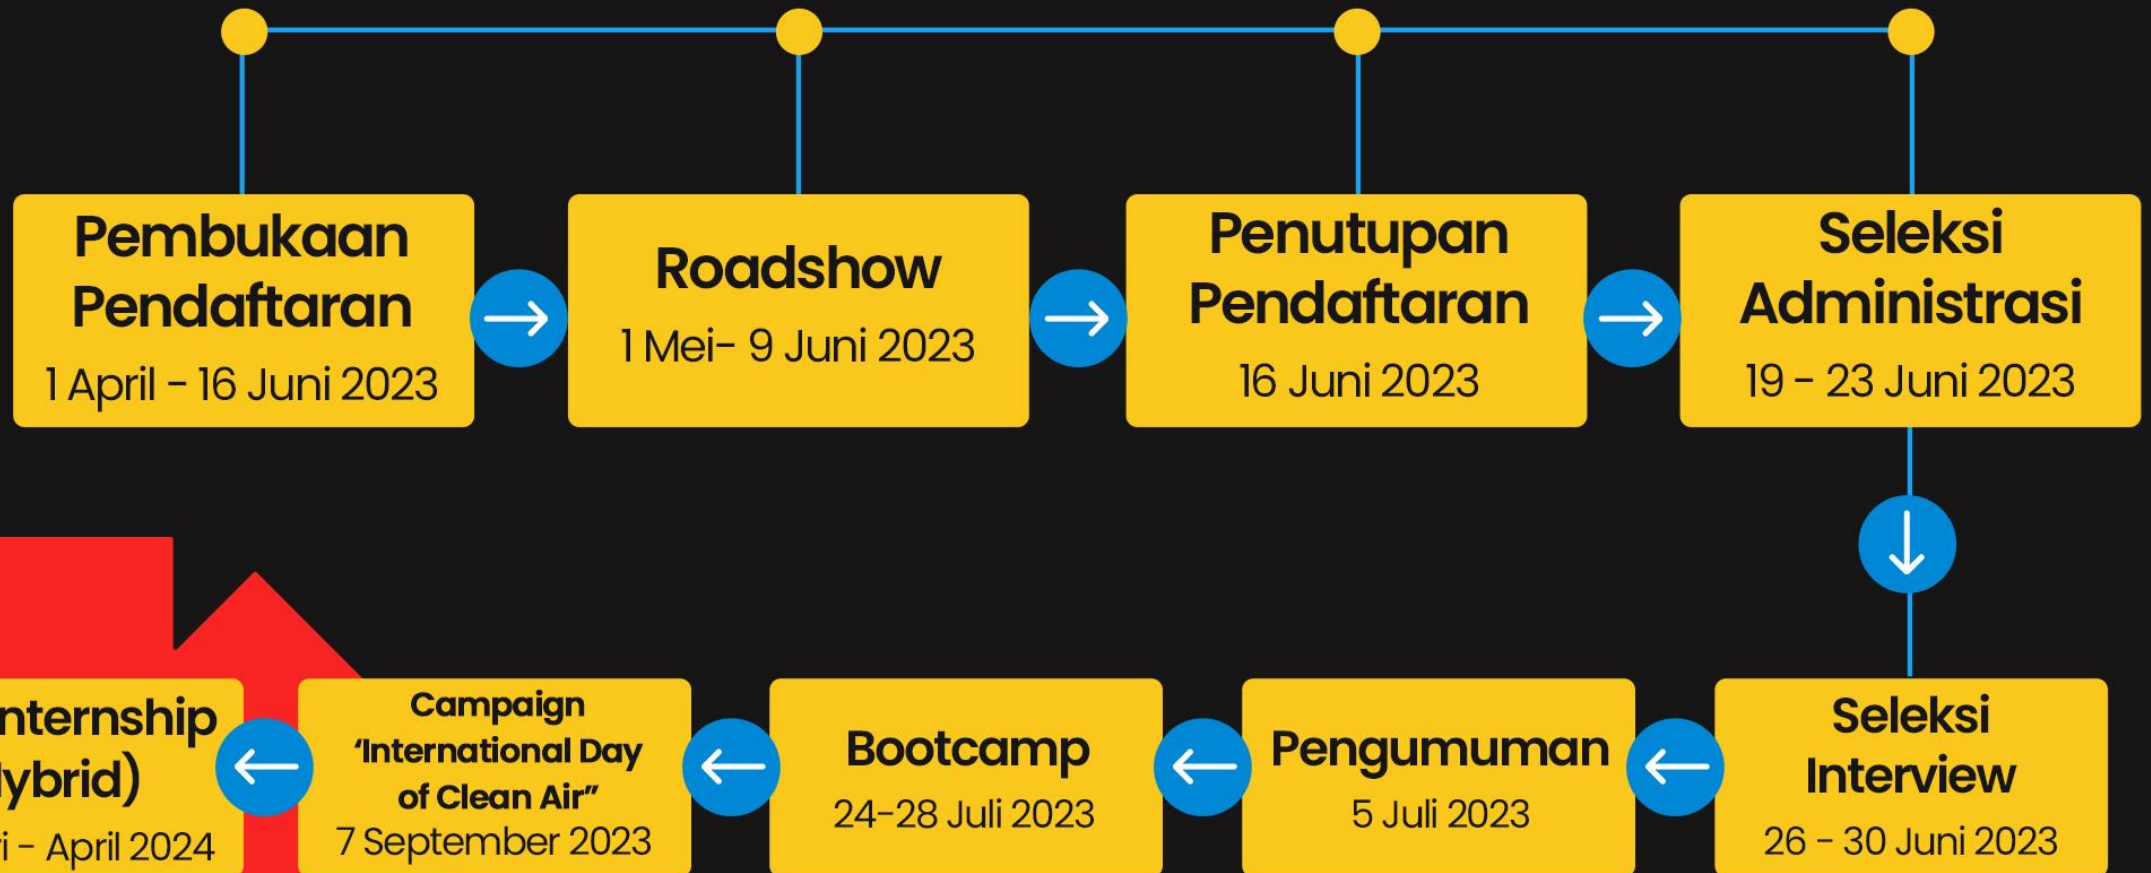 Pembukaan
Pendaftaran
1 April - 16 Juni 2023
Roadshow
1 Mei- 9 Juni 2023
Penutupan
Pendaftaran
16 Juni 2023
Seleksi
Administrasi
19 - 23 Juni 2023
Seleksi
Interview
26 - 30 Juni 2023
Pengumuman
5 Juli 2023
Bootcamp
24-28 Juli 2023
Campaign
‘International Day
of Clean Air”
7 September 2023
nternship
ybrid)
ri - April 2024